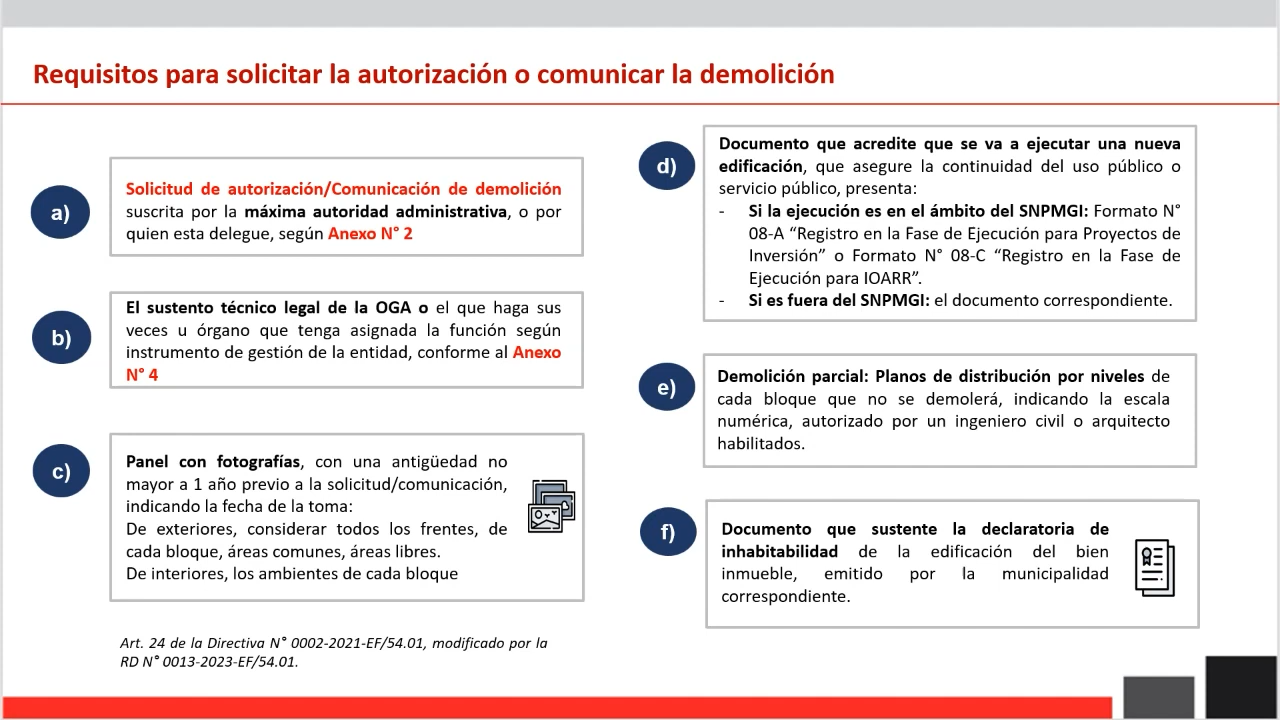 Requisitos para solicitar la autorización o comunicar la demolición
a)
Solicitud de autorización/Comunicación de demolición
suscrita por la máxima autoridad administrativa, o por
quien esta delegue, según Anexo N° 2
b)
El sustento técnico legal de la OGA o el que haga sus
veces u órgano que tenga asignada la función según
instrumento de gestión de la entidad, conforme al Anexo
N° 4
c)
Panel con fotografías, con una antigüedad no
mayor a 1 año previo a la solicitud/comunicación,
indicando la fecha de la toma:
De exteriores, considerar todos los frentes, de
cada bloque, áreas comunes, áreas libres.
De interiores, los ambientes de cada bloque
Art. 24 de la Directiva N° 0002-2021-EF/54.01, modificado por la
RD N° 0013-2023-EF/54.01.
d)
Documento que acredite que se va a ejecutar una nueva
edificación, que asegure la continuidad del uso público o
servicio público, presenta:
- Si la ejecución es en el ámbito del SNPMGI: Formato N°
08-A “Registro en la Fase de Ejecución para Proyectos de
Inversión” o Formato N° 08-C “Registro en la Fase de
Ejecución para IOARR”.
- Si es fuera del SNPMGI: el documento correspondiente.
e)
Demolición parcial: Planos de distribución por niveles de
cada bloque que no se demolerá, indicando la escala
numérica, autorizado por un ingeniero civil o arquitecto
habilitados.
f)
Documento que sustente la declaratoria de
inhabitabilidad de la edificación del bien
inmueble, emitido por la municipalidad
correspondiente.